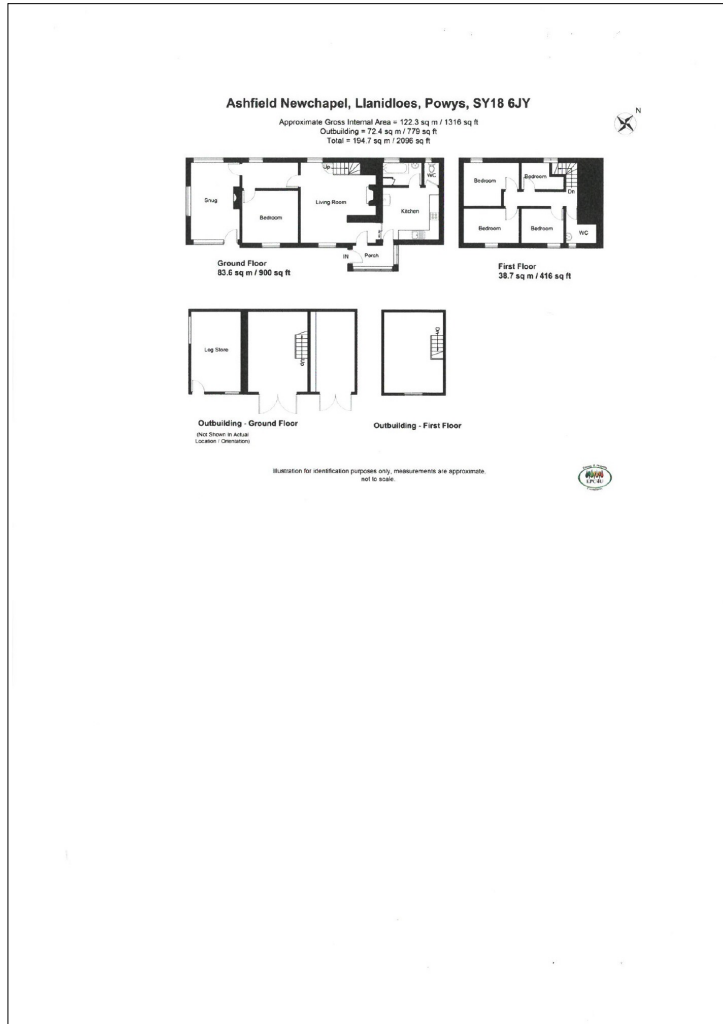 Ashfield Newchapel, Llanidloes, Powys, SY18 6JY
Approximate Gross Internal Area = 122.3 sq m / 1316 sq ft
Outbuilding = 72.4 sq m / 779 sq ft
Total = 194.7 sq m / 2096 sq ft
N
Snug
Bedroom
Up
Living Room
WC
Kitchen
IN
Porch
Ground Floor
83.6 sq m / 900 sq ft
Bedroom
Bedroom
Dn
Bedroom
Bedroom
WC
First Floor
38.7 sq m / 416 sq ft
Log Store
Up
Outbuilding - Ground Floor
(Not Shown In Actual
Location / Orientation)
Dn
Outbuilding - First Floor
Illustration for identification purposes only, measurements are approximate,
not to scale.